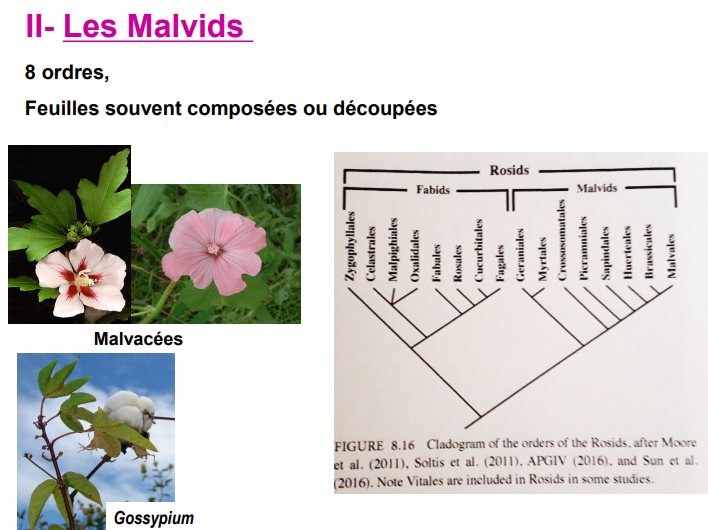 II- Les Malvids
8 ordres,
Feuilles souvent composées ou découpées
Malvacées
Gossypium
Rosids
Fabids
Malvids
Zygophyllales
Celastrales
Malpighiales
Oxalidales
Fabales
Rosales
Cucurbitales
Fagales
Geraniales
Myrtales
Crossosomatales
Picramniales
Sapindales
Huerteales
Brassicales
Malvales
FIGURE 8.16 Cladogram of the orders of the Rosids, after Moore
et al. (2011), Soltis et al. (2011), APGIV (2016), and Sun et al.
(2016). Note Vitales are included in Rosids in some studies.